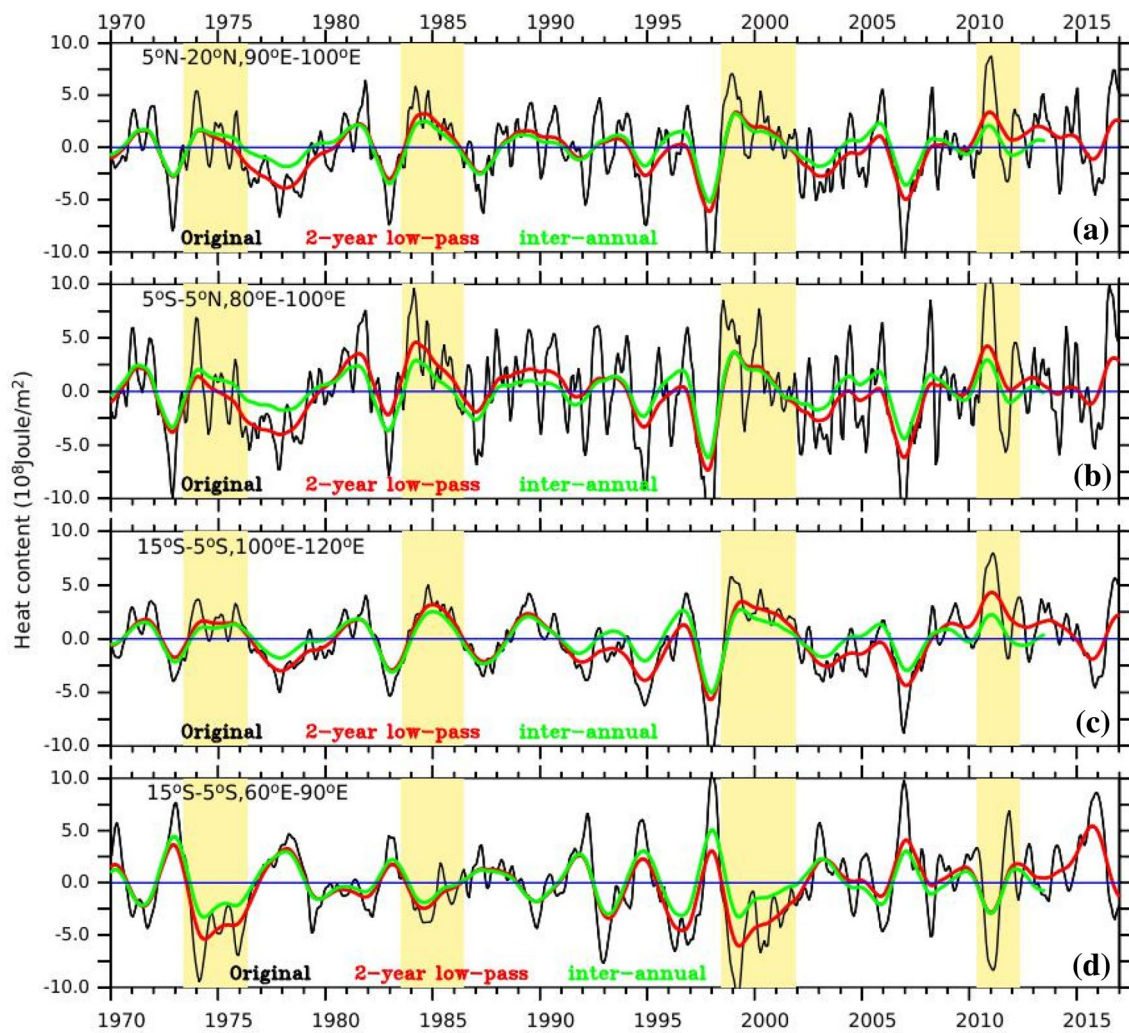 1970 1975 1980 1985 1990 1995 2000 2005 2010 2015
10.0
5°N-20°N,90°E-100°E
5.0
0.0
-5.0
-10.0
Original 2-year low-pass inter-annual (a)
10.0
5°S-5°N,80°E-100°E
5.0
0.0
-5.0
-10.0
Original 2-year low-pass inter-annual (b)
Heat content (10⁸Joule/m²)
10.0
15°S-5°S,100°E-120°E
5.0
0.0
-5.0
-10.0
Original 2-year low-pass inter-annual (c)
10.0
15°S-5°S,60°E-90°E
5.0
0.0
-5.0
-10.0
Original 2-year low-pass inter-annual (d)
1970 1975 1980 1985 1990 1995 2000 2005 2010 2015